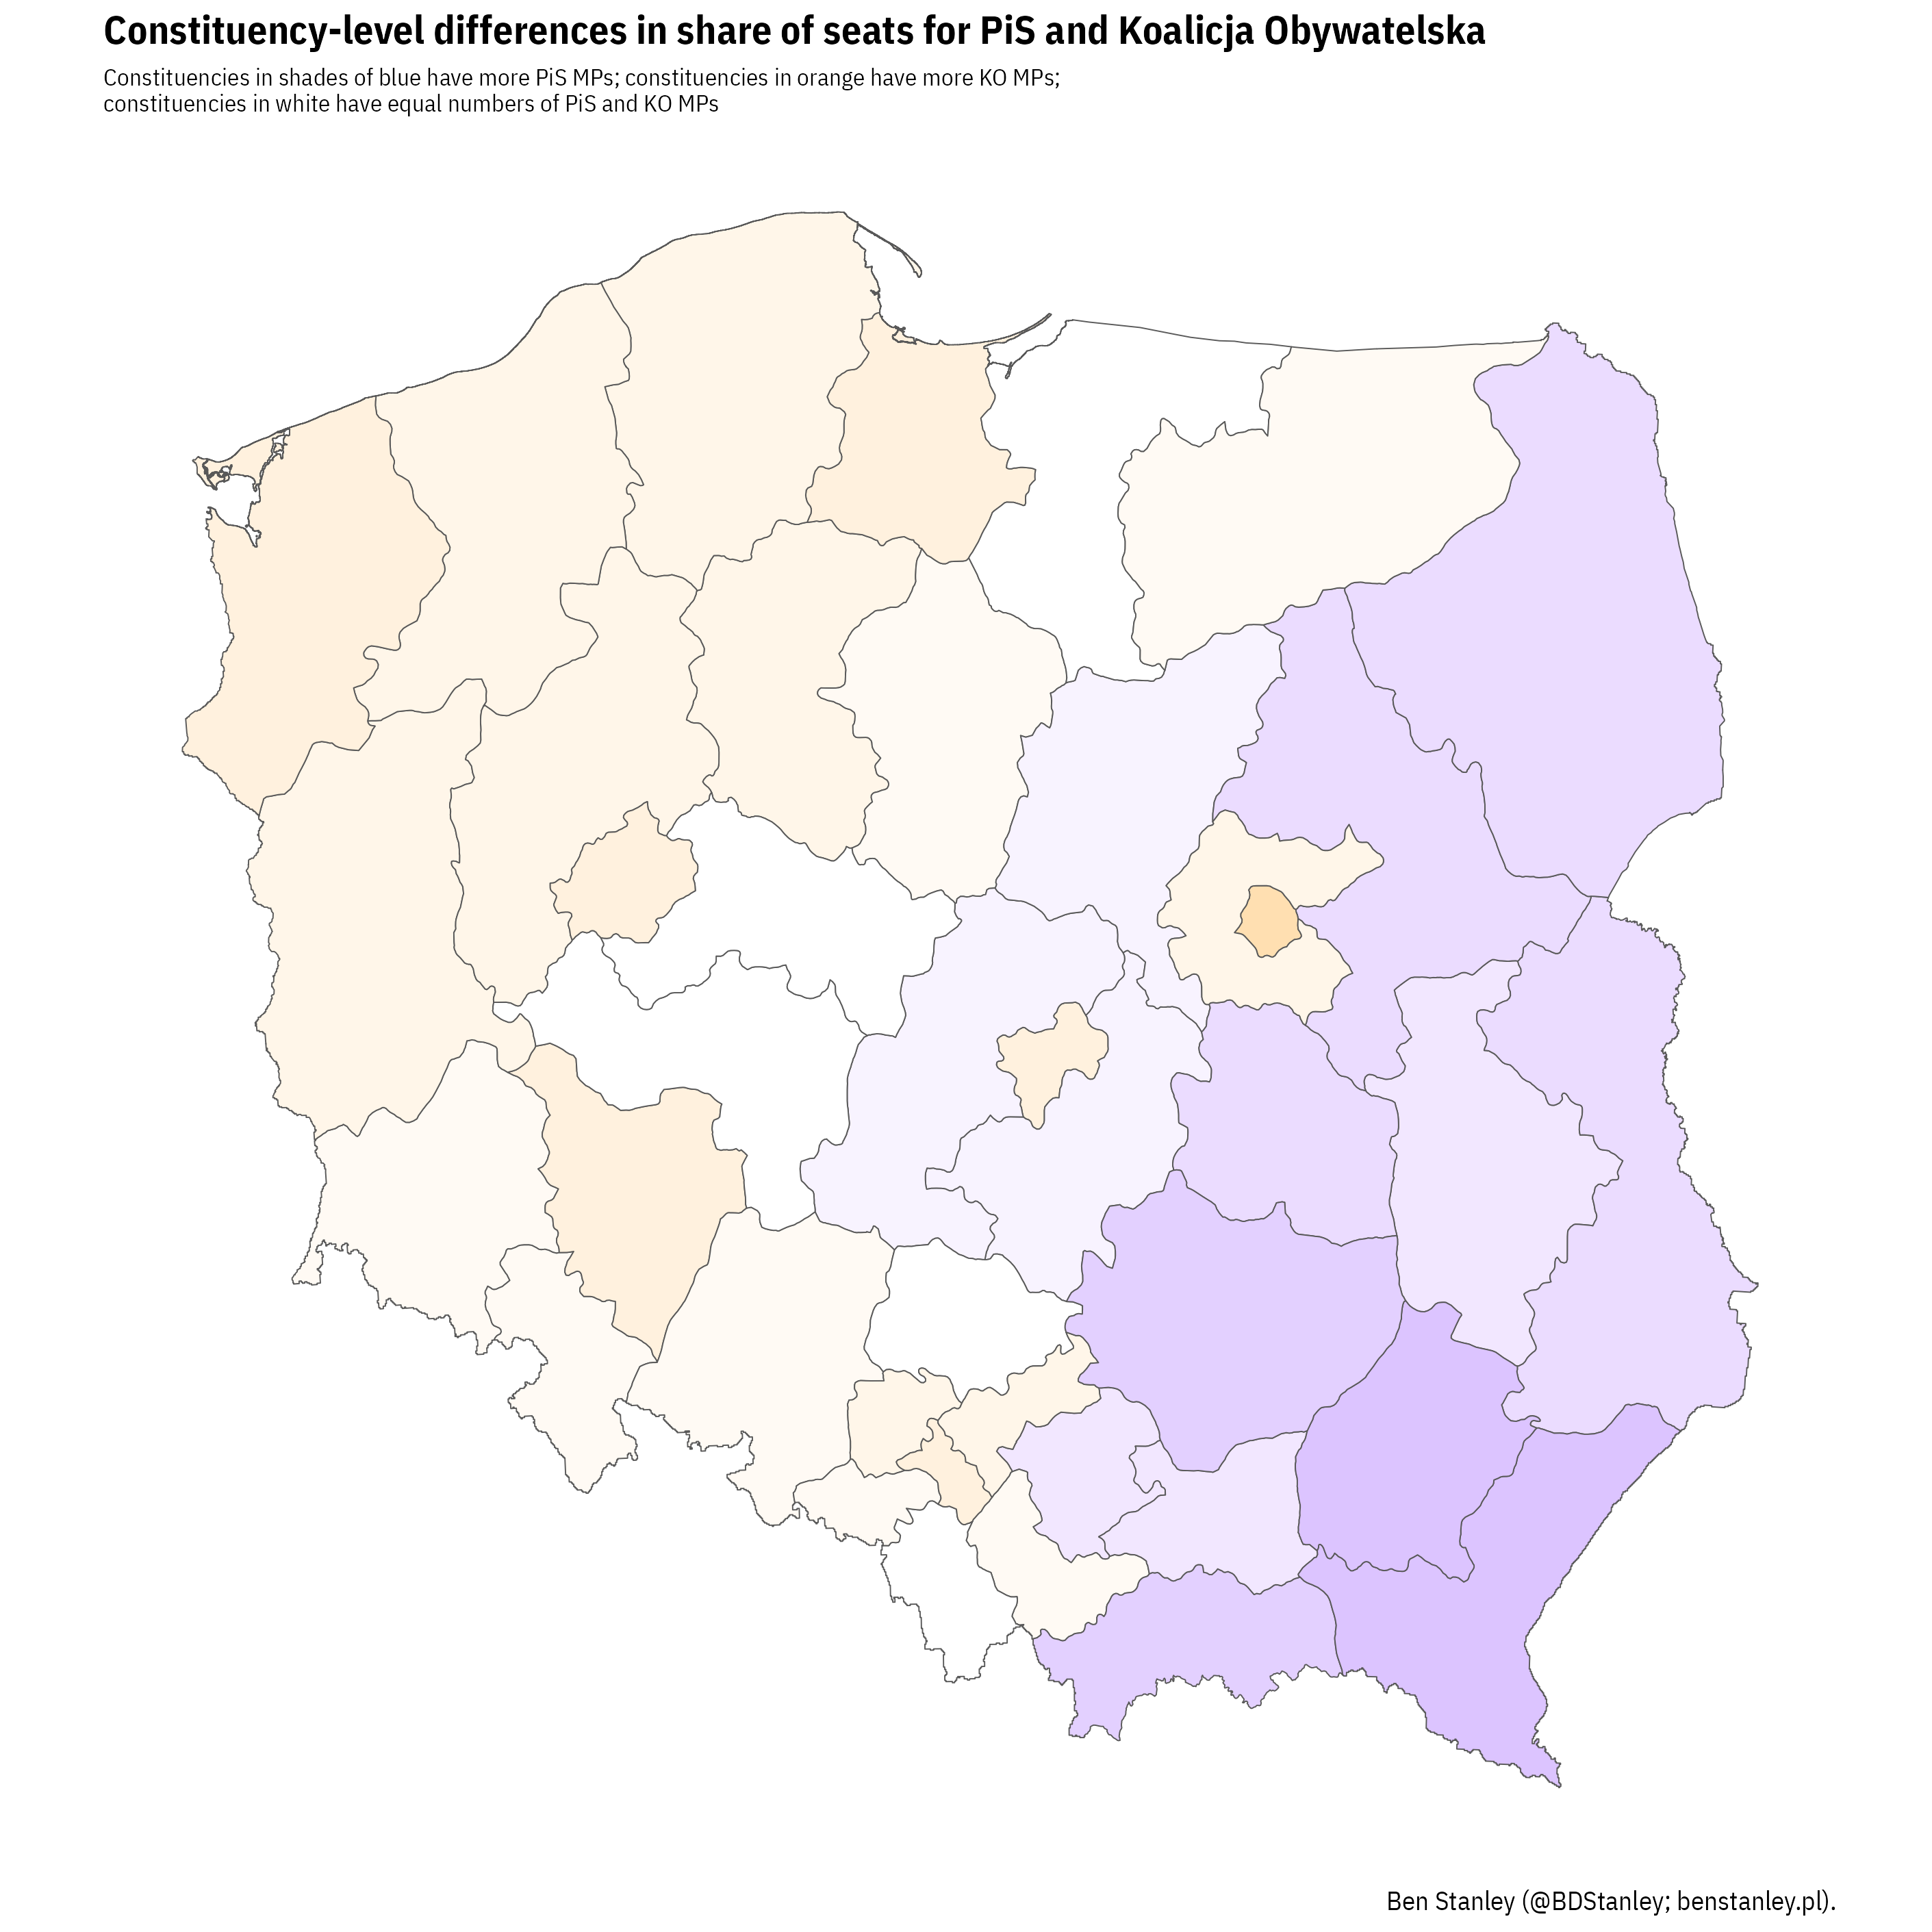 Constituency-level differences in share of seats for PiS and Koalicja Obywatelska
Constituencies in shades of blue have more PiS MPs; constituencies in orange have more KO MPs;
constituencies in white have equal numbers of PiS and KO MPs
Ben Stanley (@BDStanley; benstanley.pl).